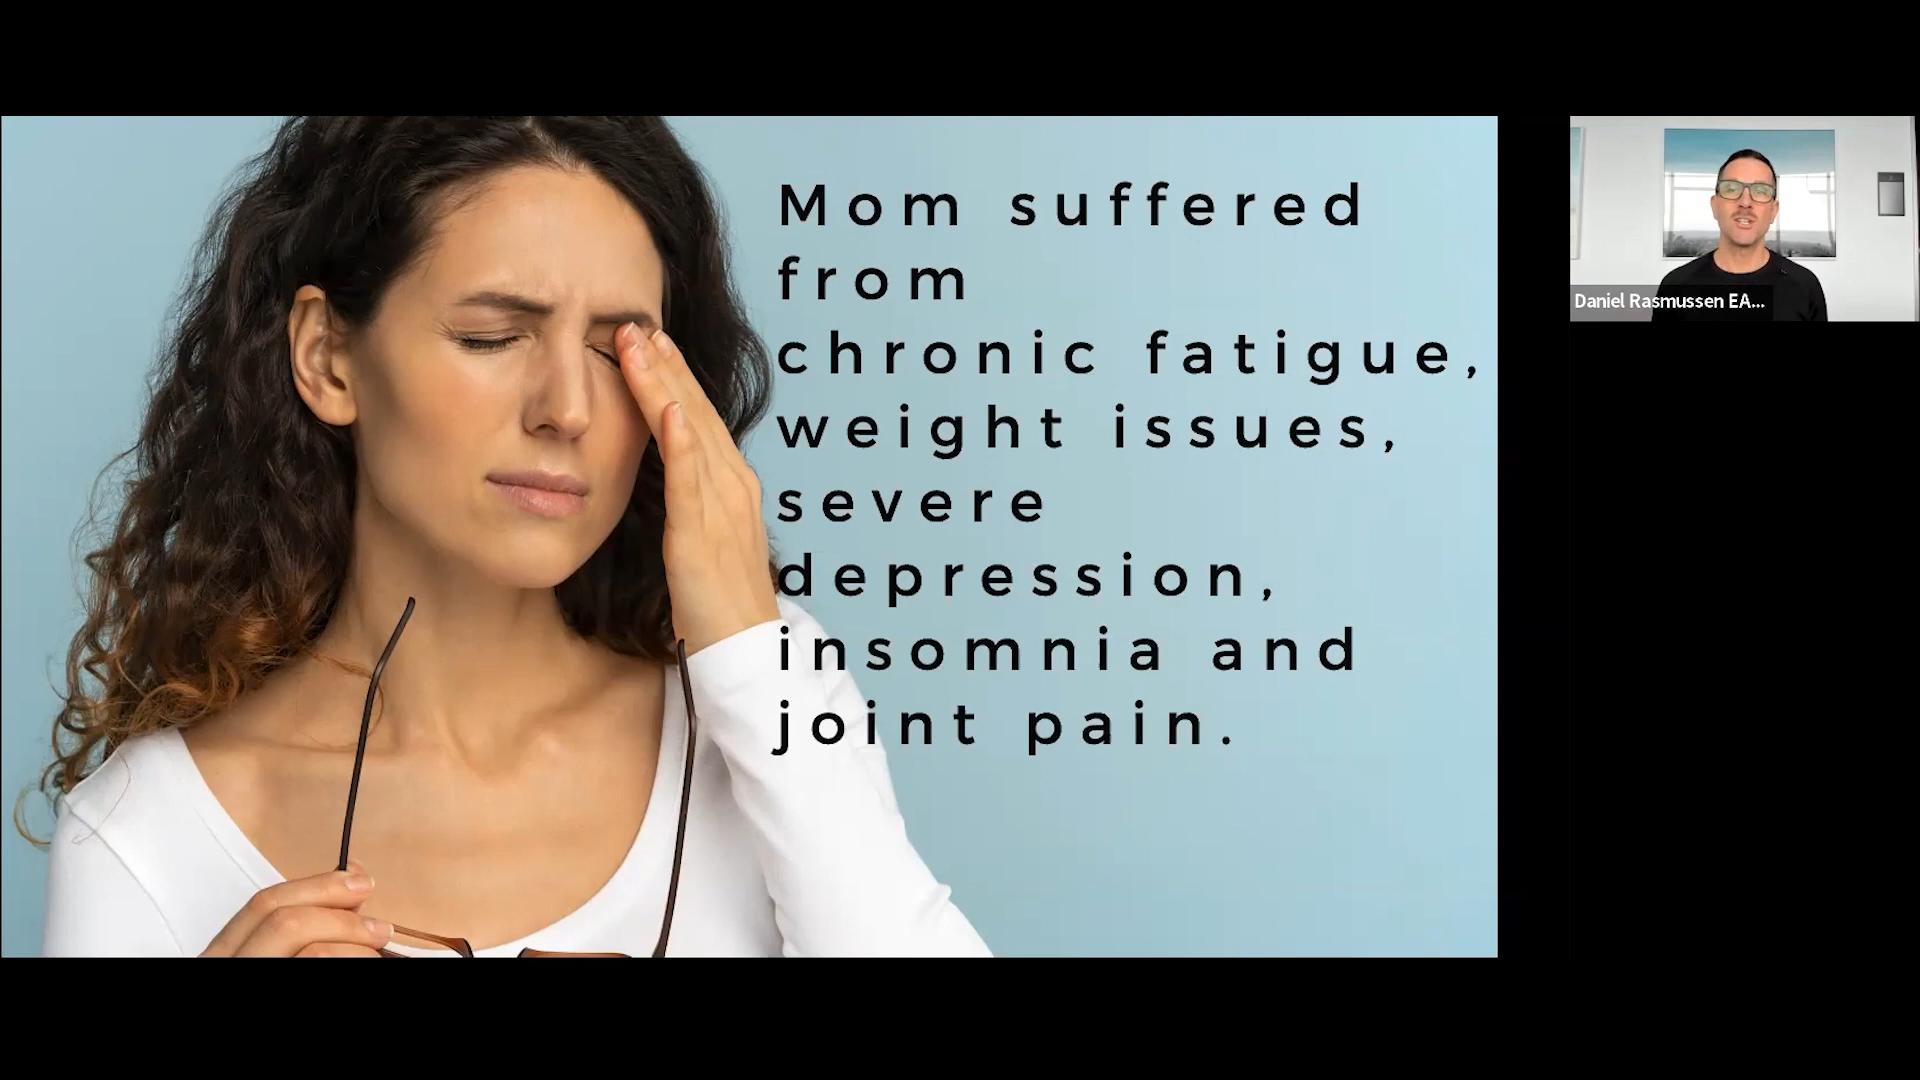 Mom suffered
from
chronic fatigue,
weight issues,
severe
depression,
insomnia and
joint pain.
Daniel Rasmussen EA...